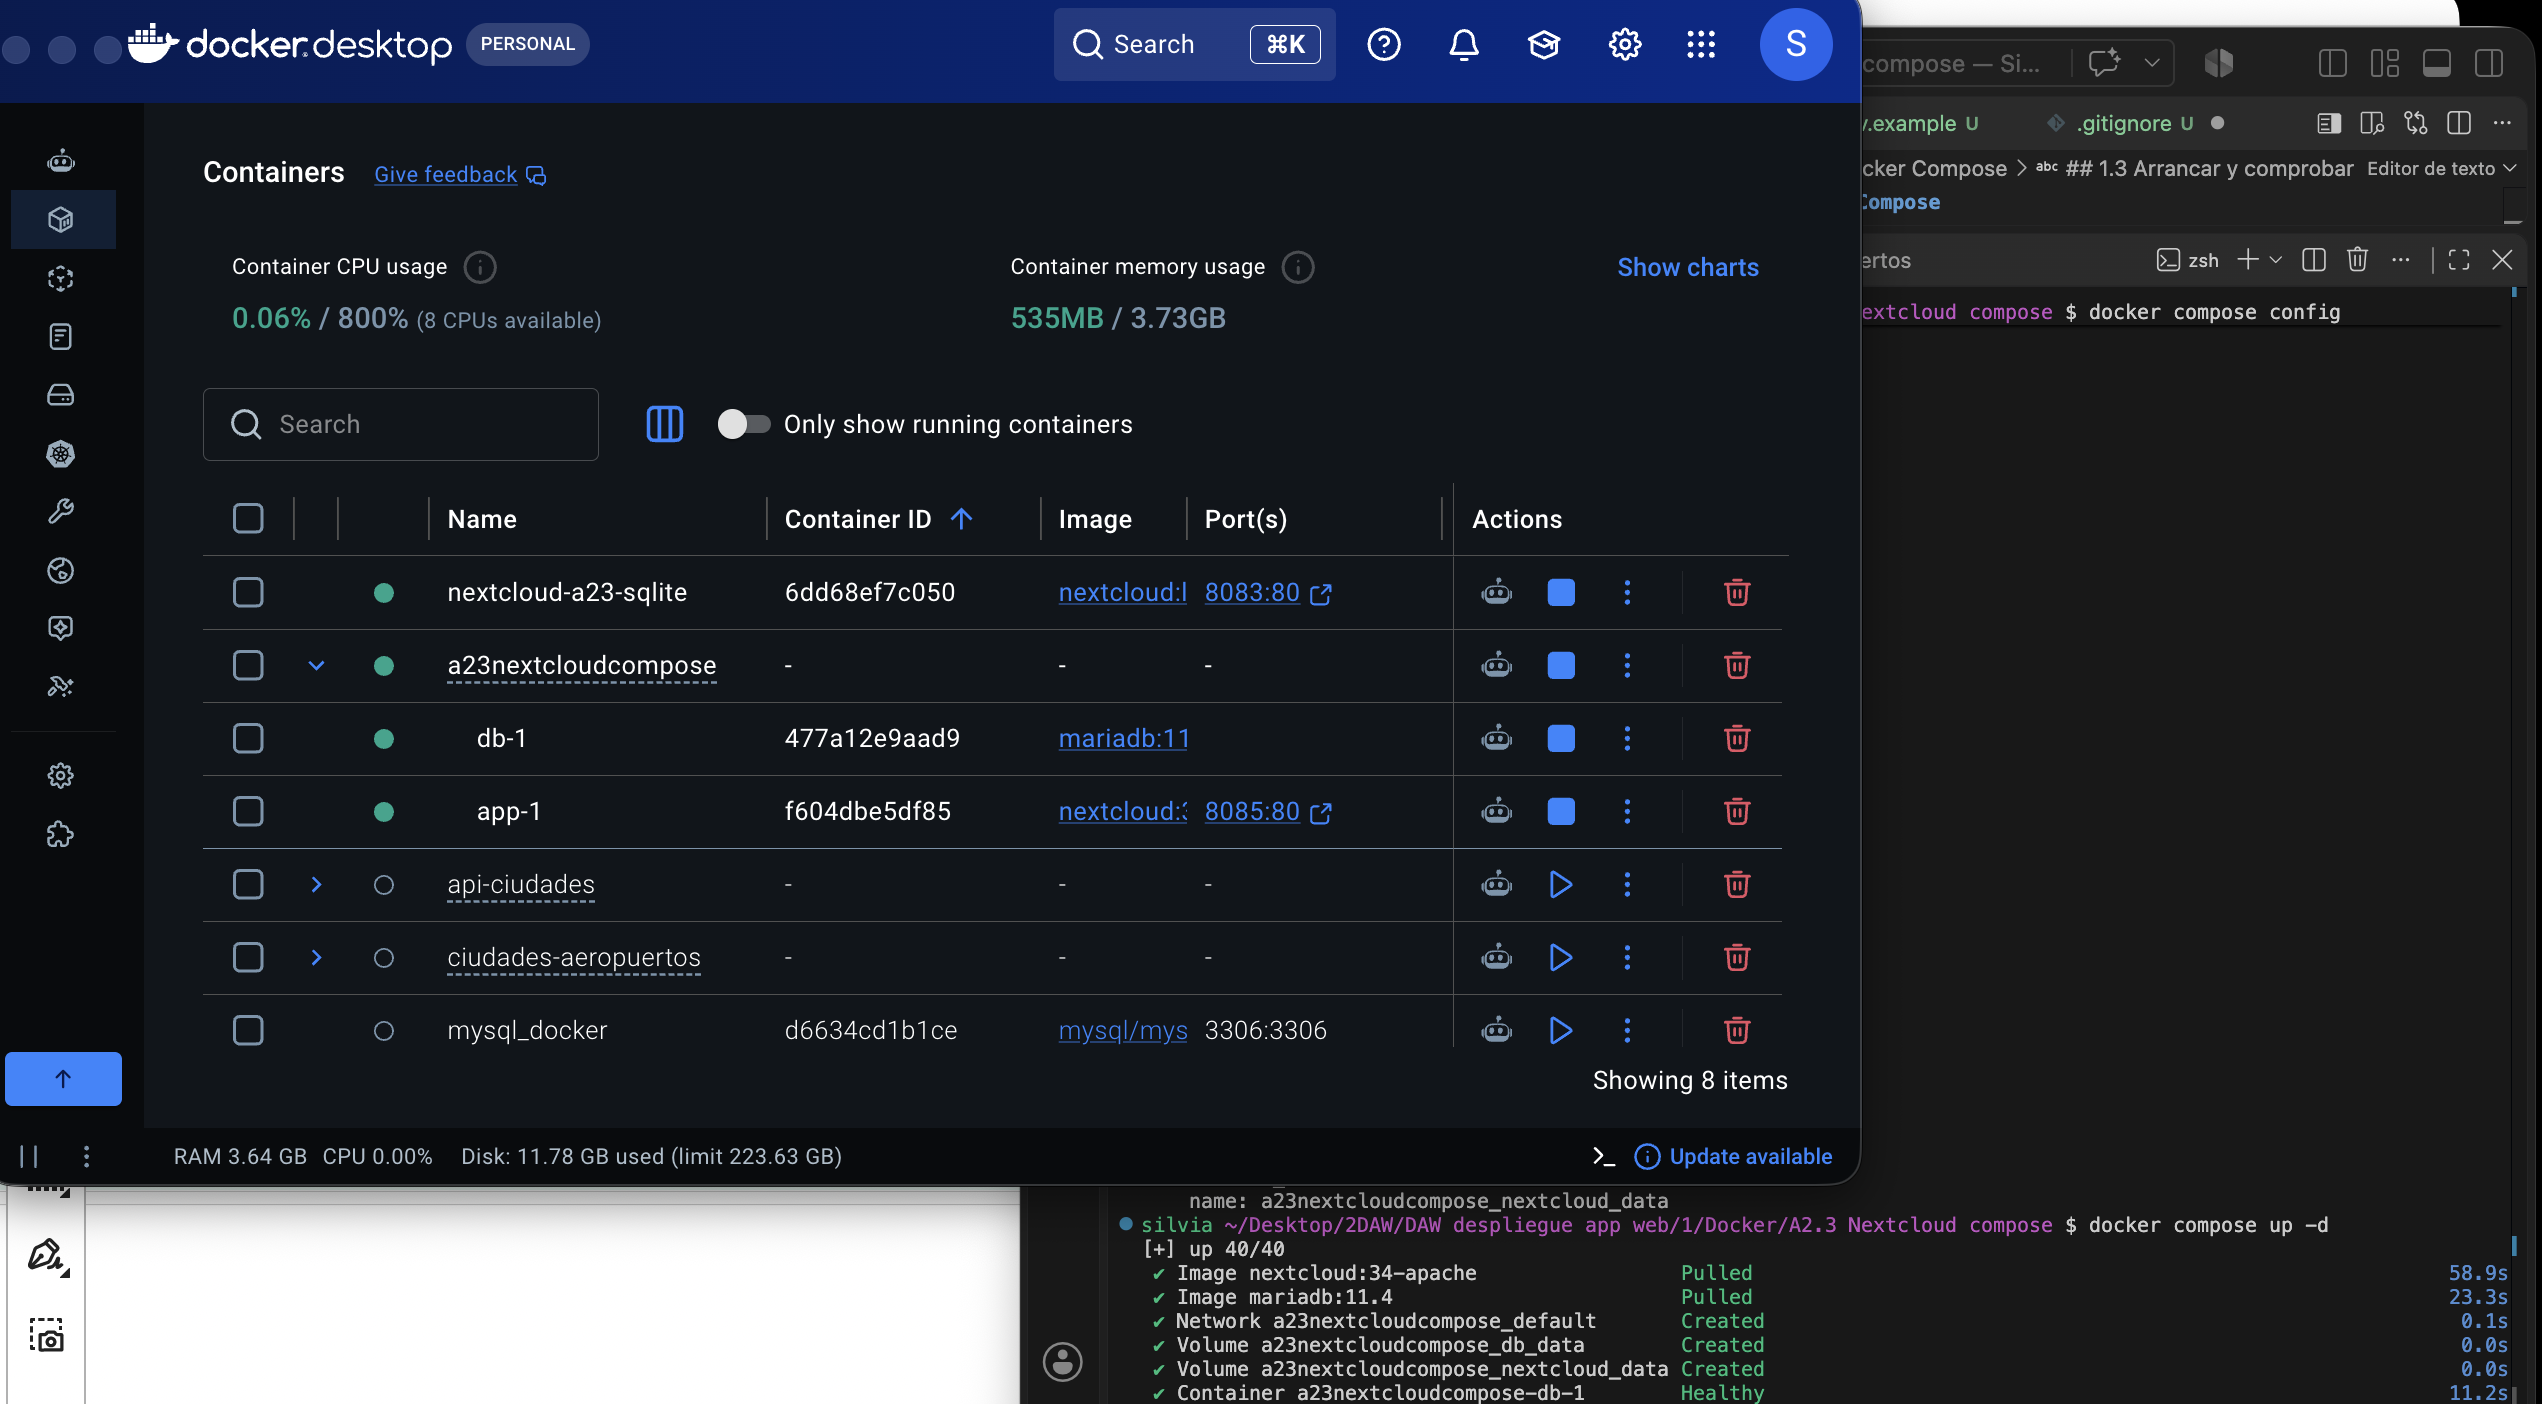 docker.desktop PERSONAL
Search ⌘K
S
Containers Give feedback
Container CPU usage
0.06% / 800% (8 CPUs available)
Container memory usage
535MB / 3.73GB
Show charts
Search
Only show running containers
Name Container ID Image Port(s) Actions
nextcloud-a23-sqlite 6dd68ef7c050 nextcloud:l 8083:80
a23nextcloudcompose - - -
db-1 477a12e9aad9 mariadb:11
app-1 f604dbe5df85 nextcloud:3 8085:80
api-ciudades - - -
ciudades-aeropuertos - - -
mysql_docker d6634cd1b1ce mysql/mys 3306:3306
Showing 8 items
RAM 3.64 GB CPU 0.00% Disk: 11.78 GB used (limit 223.63 GB)
Update available
compose — Si...
.example U .gitignore U
cker Compose > abc ## 1.3 Arrancar y comprobar Editor de texto
Compose
ertos zsh
extcloud compose $ docker compose config
name: a23nextcloudcompose_nextcloud_data
silvia ~/Desktop/2DAW/DAW despliegue app web/1/Docker/A2.3 Nextcloud compose $ docker compose up -d
[+] up 40/40
✔ Image nextcloud:34-apache Pulled 58.9s
✔ Image mariadb:11.4 Pulled 23.3s
✔ Network a23nextcloudcompose_default Created 0.1s
✔ Volume a23nextcloudcompose_db_data Created 0.0s
✔ Volume a23nextcloudcompose_nextcloud_data Created 0.0s
✔ Container a23nextcloudcompose-db-1 Healthy 11.2s